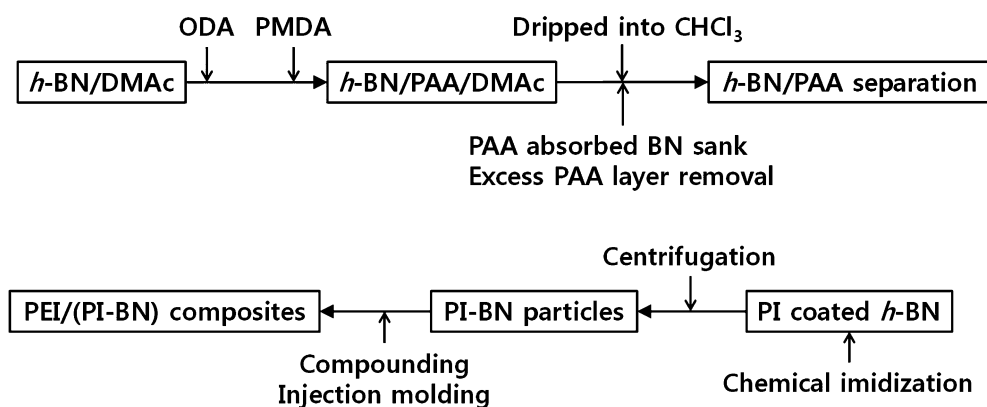 ODA PMDA Dripped into CHCl₃
h-BN/DMAc h-BN/PAA/DMAc h-BN/PAA separation
PAA absorbed BN sank
Excess PAA layer removal
Centrifugation
PEI/(PI-BN) composites PI-BN particles PI coated h-BN
Compounding
Injection molding
Chemical imidization